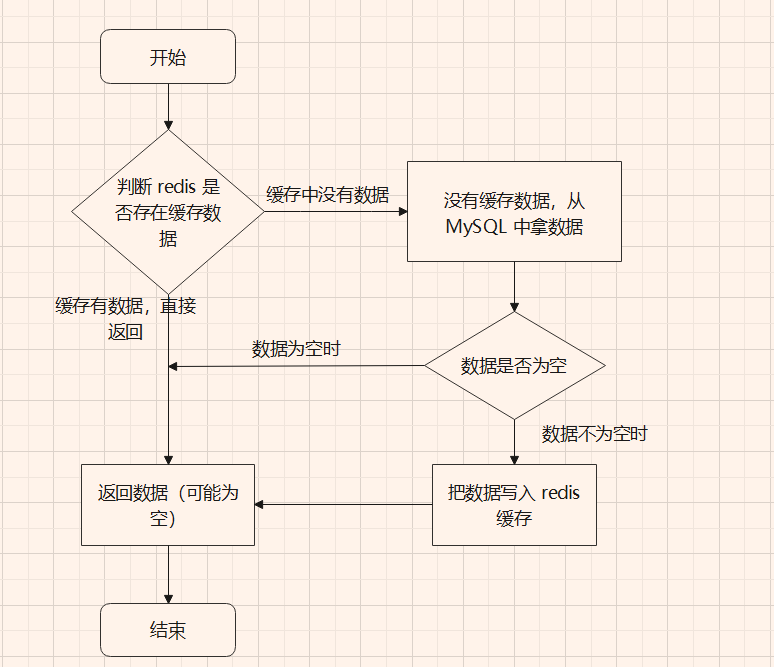 开始
判断 redis 是
否存在缓存数
据
缓存中没有数据
没有缓存数据，从
MySQL 中拿数据
缓存有数据，直接
返回
数据为空时
数据是否为空
数据不为空时
返回数据（可能为
空）
把数据写入 redis
缓存
结束